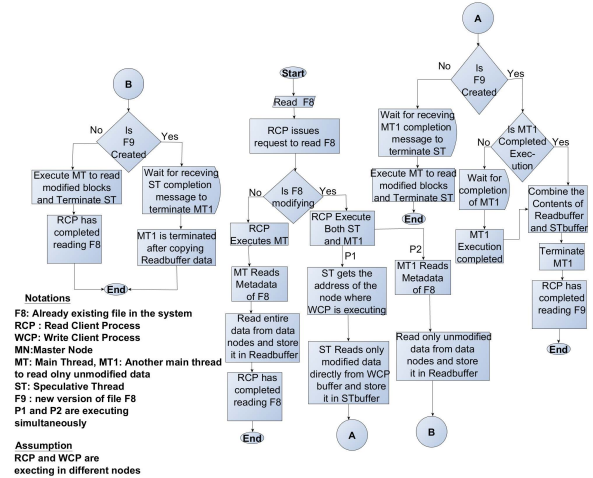 B
Is
F9
Created
No
Yes
Execute MT to read
modified blocks
and Terminate ST
Wait for receving
ST completion
message to
terminate MT1
RCP has
completed
reading F8
MT1 is terminated
after copying
Readbuffer data
End
Notations
F8: Already existing file in the system
RCP : Read Client Process
WCP: Write Client Process
MN:Master Node
MT: Main Thread, MT1: Another main thread
to read olny unmodified data
ST: Speculative Thread
F9 : new version of file F8
P1 and P2 are executing
simultaneously
Assumption
RCP and WCP are
execting in different nodes
Start
Read F8
RCP issues
request to read F8
Is F8
modifying
No
Yes
RCP
Executes MT
MT Reads
Metadata
of F8
Read entire
data from data
nodes and store
it in Readbuffer
RCP has
completed
reading F8
End
RCP Execute
Both ST
and MT1
P1
P2
ST gets the
address of the
node where
WCP is executing
ST Reads only
modified data
directly from WCP
buffer and store
it in STbuffer
A
MT1 Reads
Metadata
of F8
Read only unmodified
data from data
nodes and store
it in Readbuffer
B
A
Is
F9
Created
No
Yes
Wait for
receving
MT1 completion
message to
terminate ST
Execute MT to read
modified blocks
and Terminate ST
End
Is MT1
Completed
Exec-
ution
No
Yes
Wait for
completion
of MT1
MT1
Execution
completed
Combine the
Contents of
Readbuffer
and STbuffer
Terminate
MT1
RCP has
completed
reading F9
End